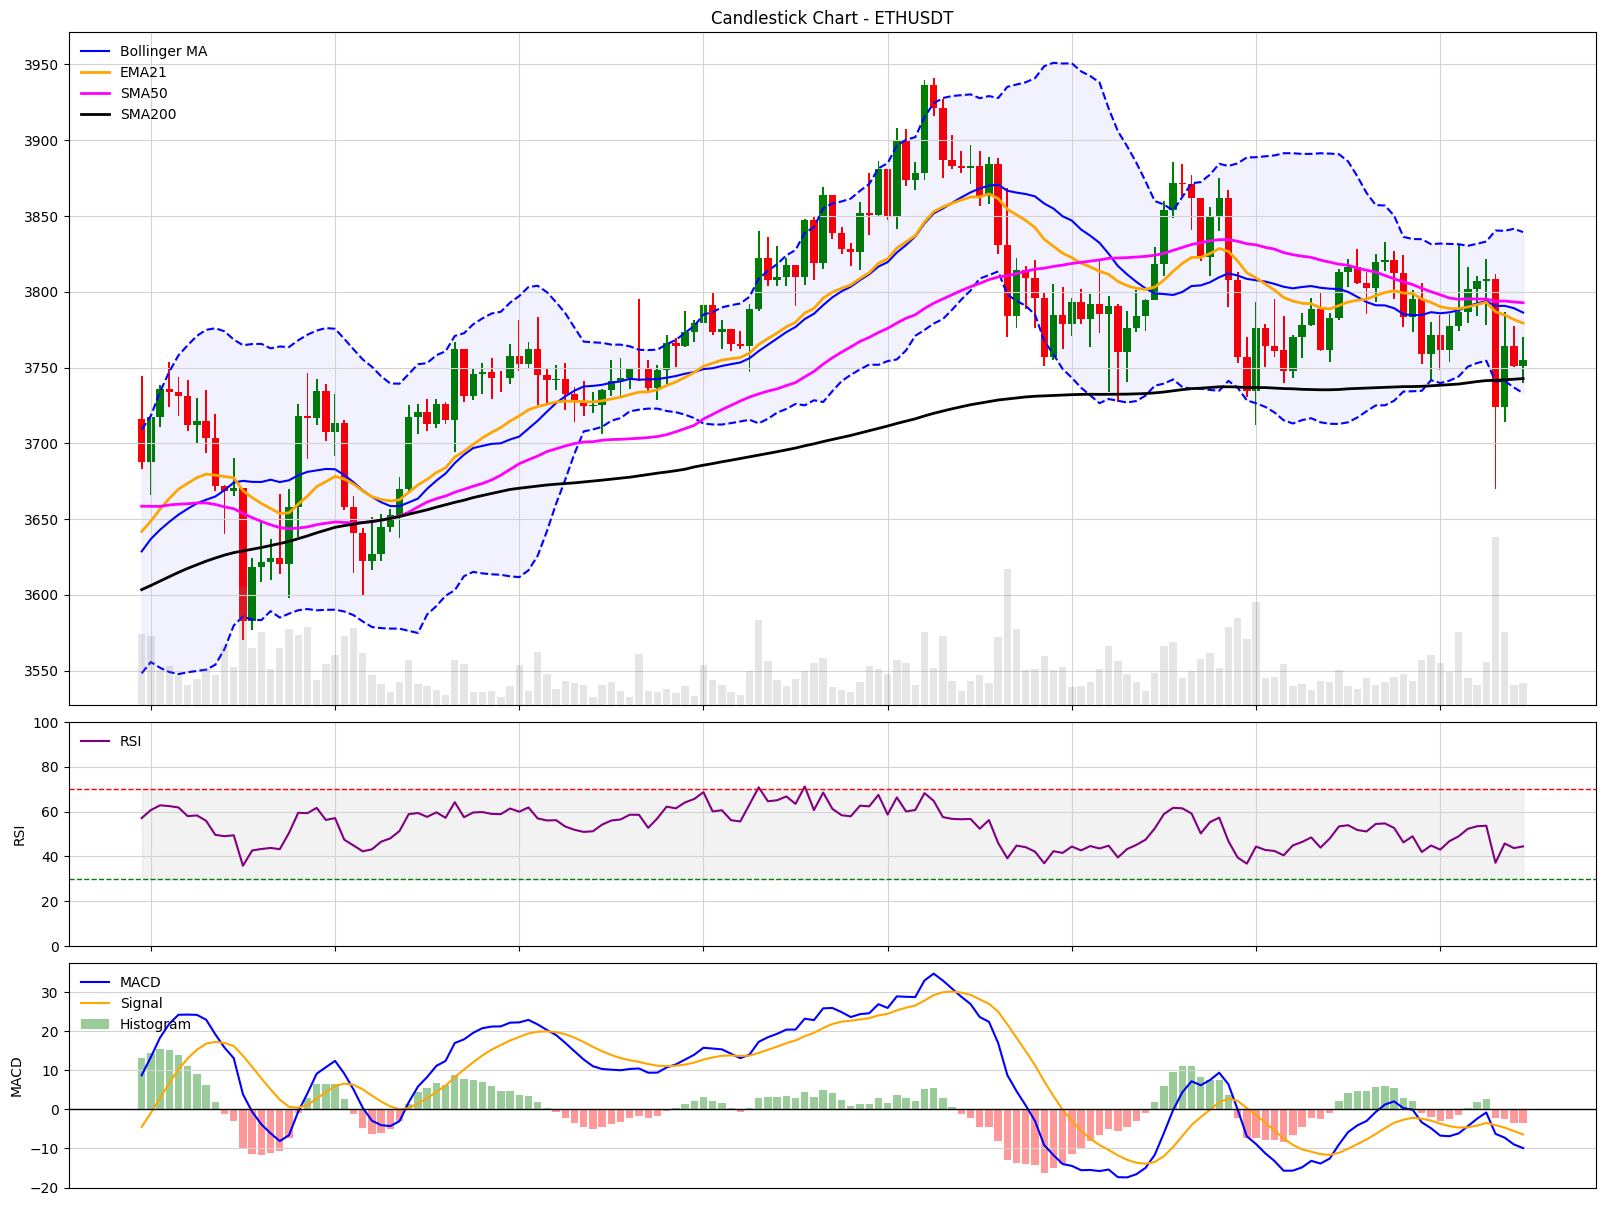 Candlestick Chart - ETHUSDT
Bollinger MA
EMA21
SMA50
SMA200
3950
3900
3850
3800
3750
3700
3650
3600
3550
RSI
100
80
60
40
20
0
RSI
MACD
Signal
Histogram
30
20
10
0
−10
−20
MACD